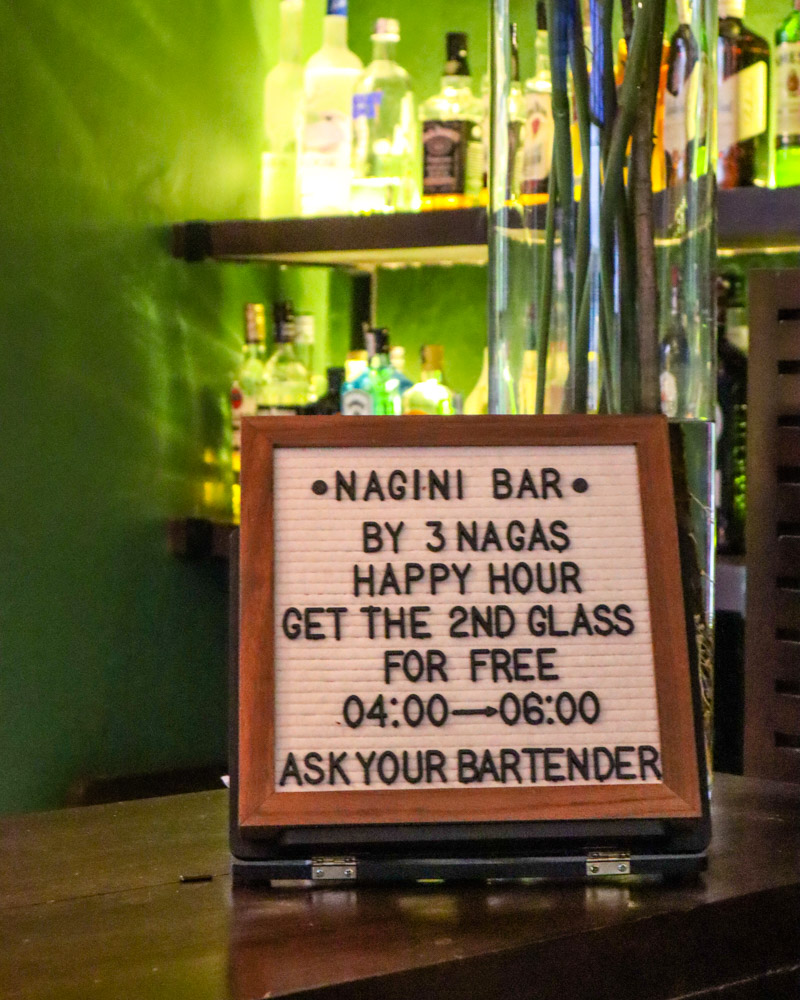 •NAGINI BAR•
BY 3 NAGAS
HAPPY HOUR
GET THE 2ND GLASS
FOR FREE
04:00→06:00
ASK YOUR BARTENDER